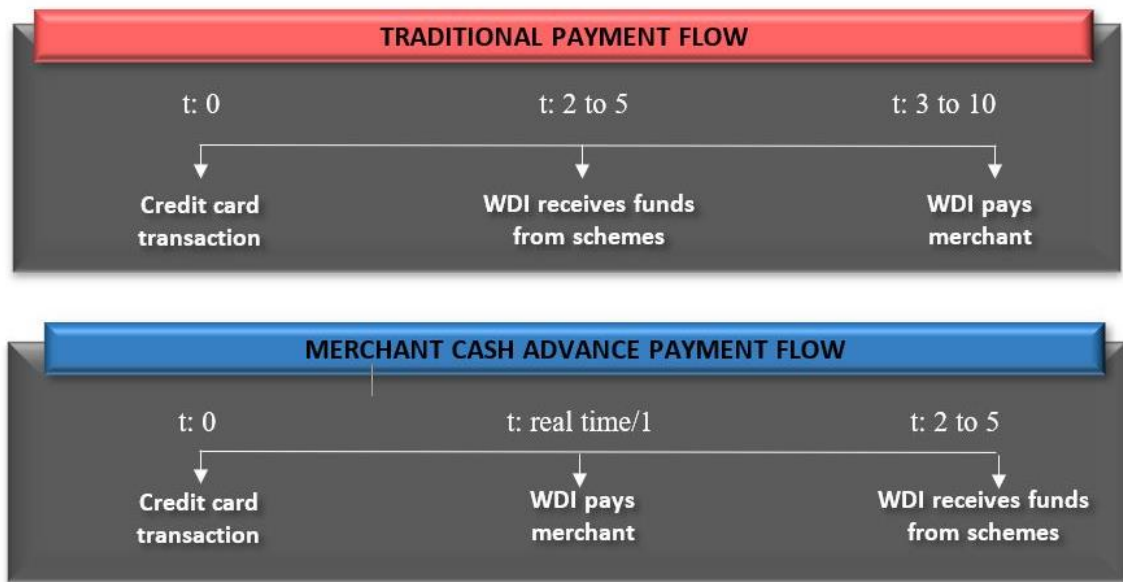 TRADITIONAL PAYMENT FLOW
t: 0
t: 2 to 5
t: 3 to 10
Credit card
transaction
WDI receives funds
from schemes
WDI pays
merchant
MERCHANT CASH ADVANCE PAYMENT FLOW
t: 0
t: real time/1
t: 2 to 5
Credit card
transaction
WDI pays
merchant
WDI receives funds
from schemes